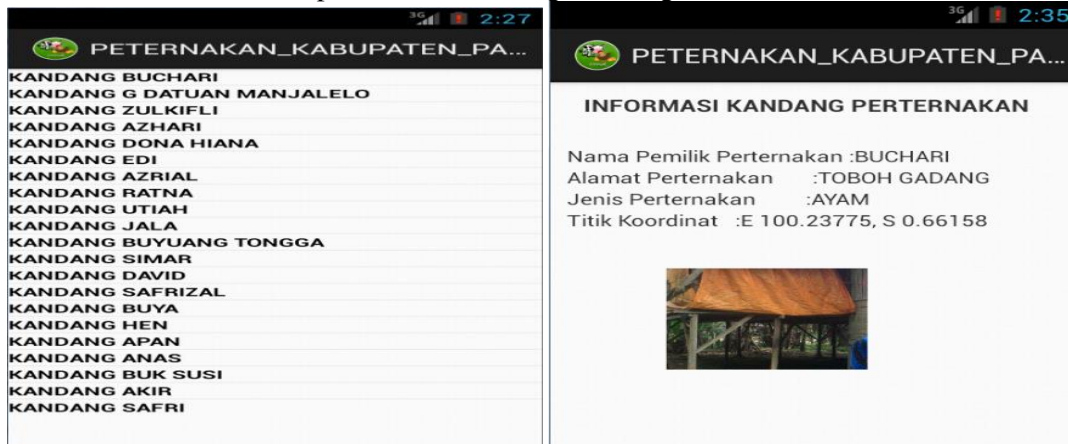 3G 2:27
PETERNAKAN_KABUPATEN_PA...
KANDANG BUCHARI
KANDANG G DATUAN MANJALELO
KANDANG ZULKIFLI
KANDANG AZHARI
KANDANG DONA HIANA
KANDANG EDI
KANDANG AZRIAL
KANDANG RATNA
KANDANG UTIAH
KANDANG JALA
KANDANG BUYUANG TONGGA
KANDANG SIMAR
KANDANG DAVID
KANDANG SAFRIZAL
KANDANG BUYA
KANDANG HEN
KANDANG APAN
KANDANG ANAS
KANDANG BUK SUSI
KANDANG AKIR
KANDANG SAFRI
3G 2:35
PETERNAKAN_KABUPATEN_PA...
INFORMASI KANDANG PERTERNAKAN
Nama Pemilik Perternakan :BUCHARI
Alamat Perternakan :TOBOH GADANG
Jenis Perternakan :AYAM
Titik Koordinat :E 100.23775, S 0.66158